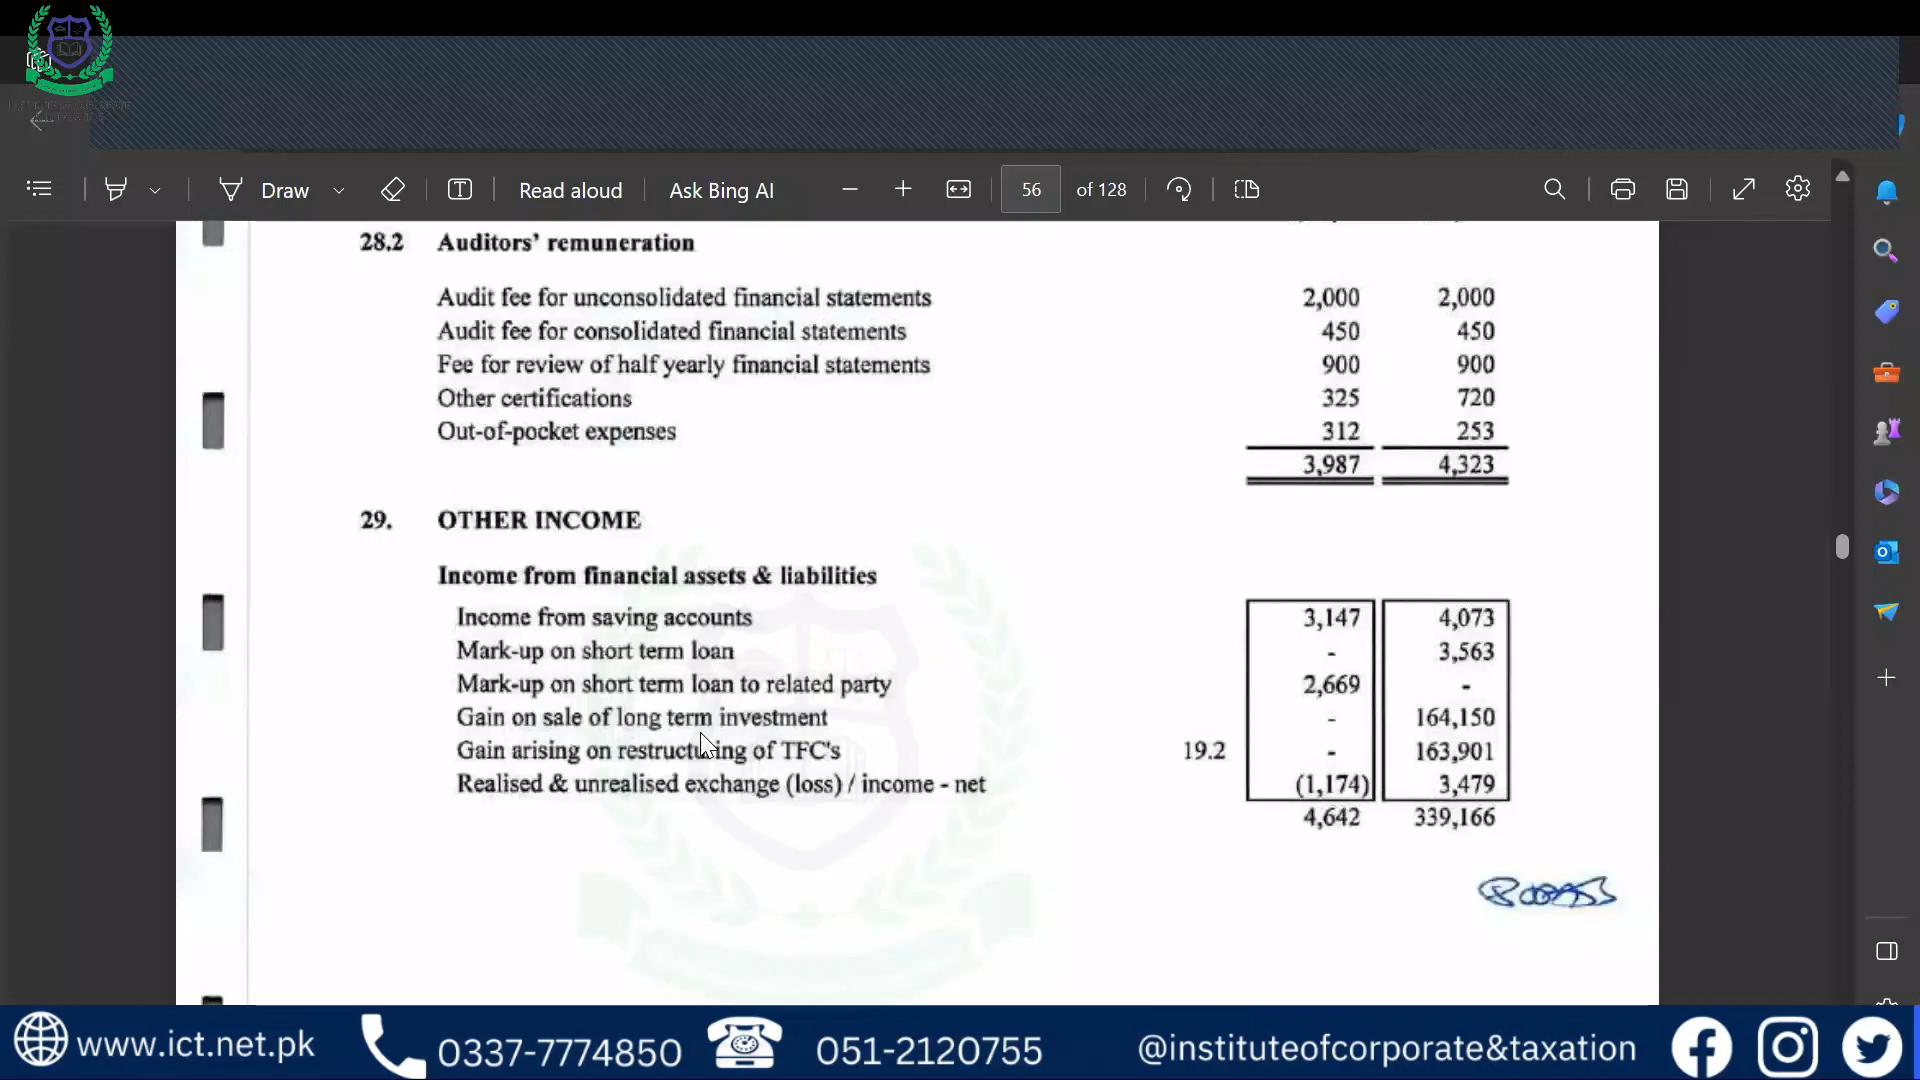 Draw
Read aloud
Ask Bing AI
56 of 128
28.2 Auditors' remuneration
Audit fee for unconsolidated financial statements 2,000 2,000
Audit fee for consolidated financial statements 450 450
Fee for review of half yearly financial statements 900 900
Other certifications 325 720
Out-of-pocket expenses 312 253
3,987 4,323
29. OTHER INCOME
Income from financial assets & liabilities
Income from saving accounts 3,147 4,073
Mark-up on short term loan - 3,563
Mark-up on short term loan to related party 2,669 -
Gain on sale of long term investment - 164,150
Gain arising on restructuring of TFC's 19.2 - 163,901
Realised & unrealised exchange (loss) / income - net (1,174) 3,479
4,642 339,166
www.ict.net.pk 0337-7774850 051-2120755 @instituteofcorporate&taxation